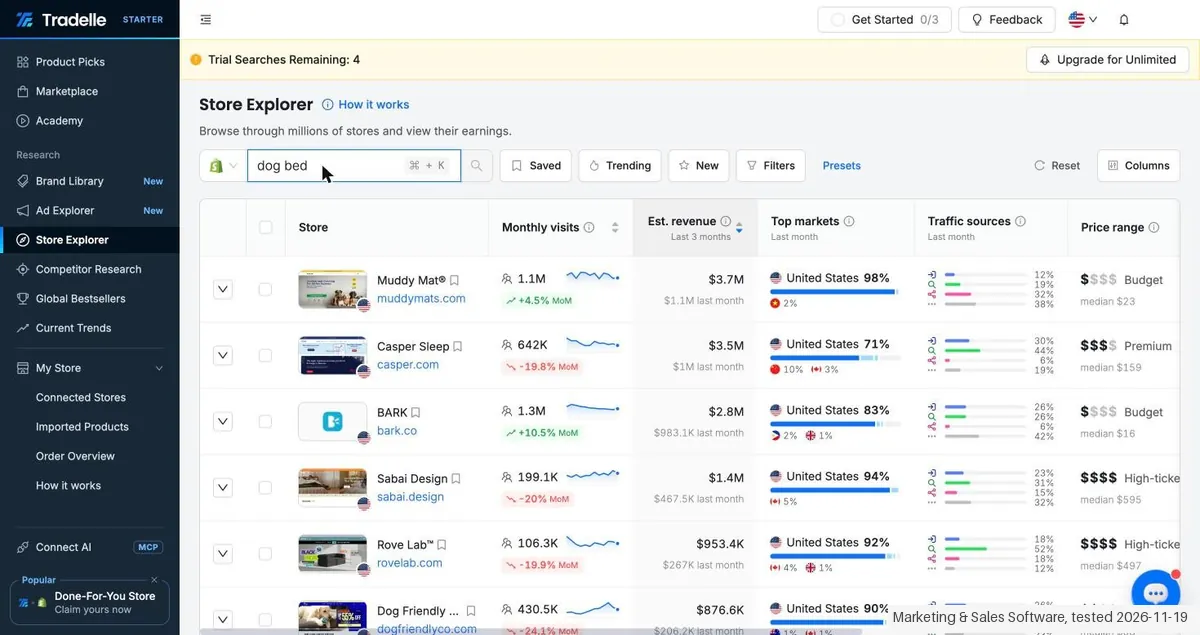 Tradelle STARTER
Get Started 0/3
Feedback
Product Picks
Marketplace
Academy
Research
Brand Library New
Ad Explorer New
Store Explorer
Competitor Research
Global Bestsellers
Current Trends
My Store
Connected Stores
Imported Products
Order Overview
How it works
Connect AI MCP
Popular
Done-For-You Store
Claim yours now
Trial Searches Remaining: 4
Upgrade for Unlimited
Store Explorer How it works
Browse through millions of stores and view their earnings.
dog bed ⌘ + K
Saved Trending New Filters Presets Reset Columns
Store Monthly visits Est. revenue Top markets Traffic sources Price range
Last 3 months Last month Last month
Muddy Mat® 1.1M $3.7M United States 98% 12% $$$$ Budget
muddymats.com +4.5% MoM $1.1M last month 2% 19% 32% 38% median $23
Casper Sleep 642K $3.5M United States 71% 30% $$$$ Premium
casper.com -19.8% MoM $1M last month 10% 3% 44% 6% 19% median $159
BARK 1.3M $2.8M United States 83% 26% $$$$ Budget
bark.co +10.5% MoM $983.1K last month 2% 1% 26% 6% 42% median $16
Sabai Design 199.1K $1.4M United States 94% 23% $$$$ High-ticke
sabai.design -20% MoM $467.5K last month 5% 31% 15% 32% median $595
Rove Lab™ 106.3K $953.4K United States 92% 18% $$$$ High-ticke
rovelab.com -19.9% MoM $267K last month 4% 1% 52% 18% 12% median $497
Dog Friendly ... 430.5K $876.6K United States 90%
dogfriendlyco.com -24.1% MoM $206.2K last month 1% 1%
Marketing & Sales Software, tested 2026-11-19